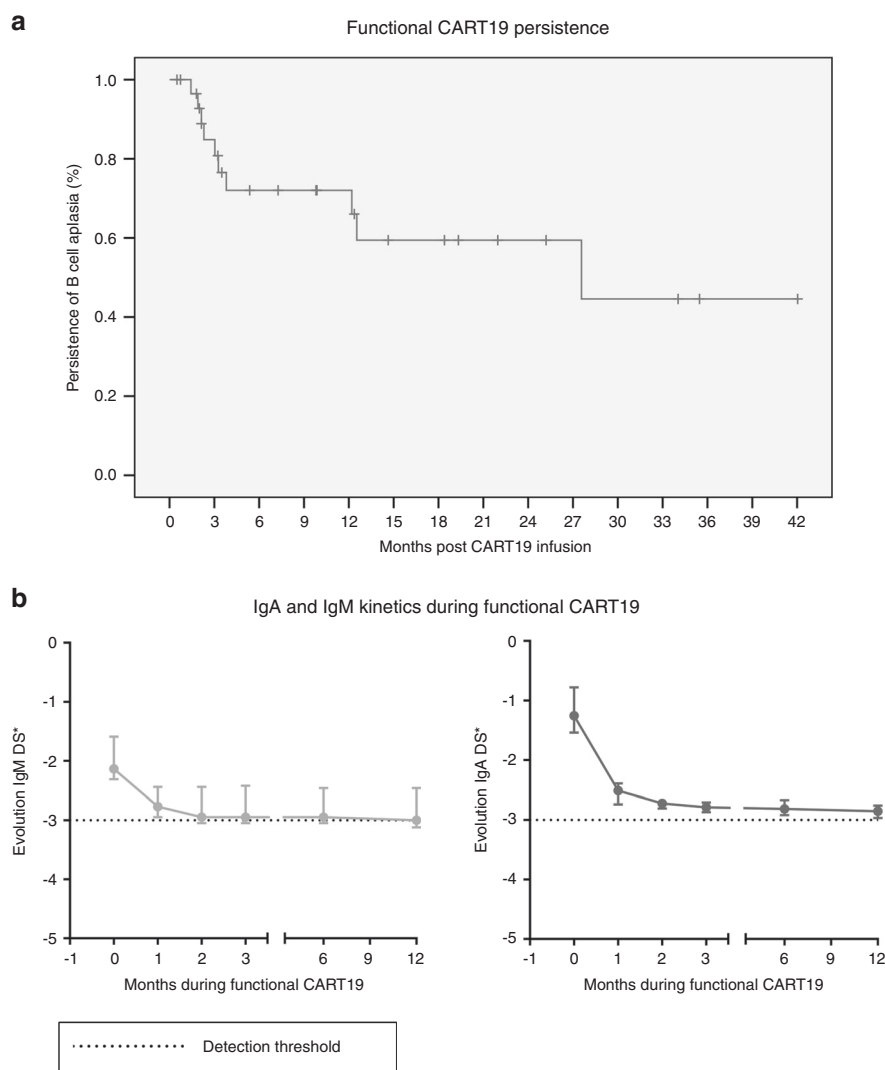 a
Functional CART19 persistence
Persistence of B cell aplasia (%)
1.0
0.8
0.6
0.4
0.2
0.0
0 3 6 9 12 15 18 21 24 27 30 33 36 39 42
Months post CART19 infusion
b
IgA and IgM kinetics during functional CART19
Evolution IgM DS*
0
-1
-2
-3
-4
-5
-1 0 1 2 3 6 9 12
Months during functional CART19
Evolution IgA DS*
0
-1
-2
-3
-4
-5
-1 0 1 2 3 6 9 12
Months during functional CART19
Detection threshold